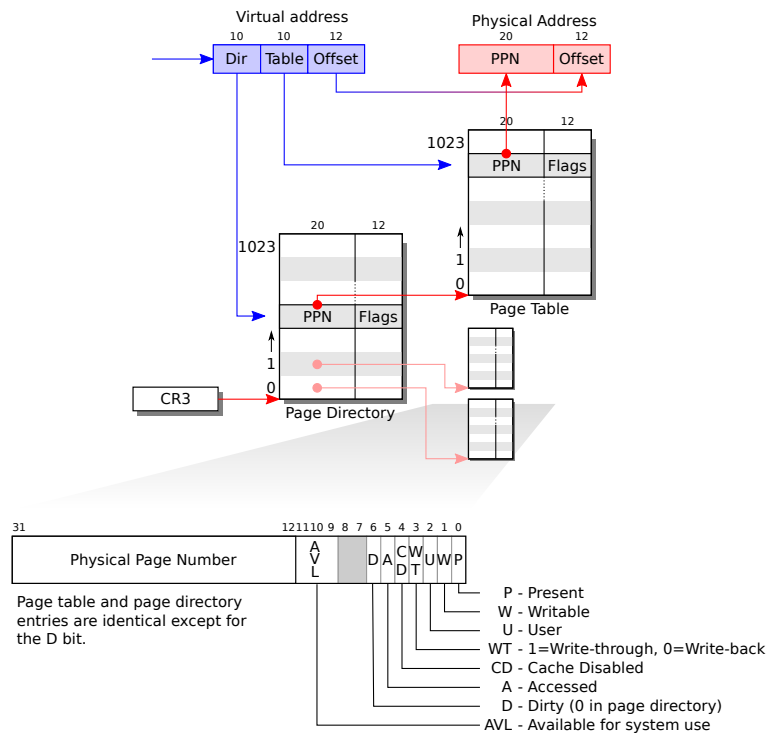 Virtual address
Physical Address
10 10 12
20 12
Dir Table Offset
PPN Offset
20 12
1023
PPN Flags
1
0
Page Table
20 12
1023
PPN Flags
1
0
CR3
Page Directory
31 12 11 10 9 8 7 6 5 4 3 2 1 0
Physical Page Number AVL D A CD WT U W P
Page table and page directory
entries are identical except for
the D bit.
P - Present
W - Writable
U - User
WT - 1=Write-through, 0=Write-back
CD - Cache Disabled
A - Accessed
D - Dirty (0 in page directory)
AVL - Available for system use